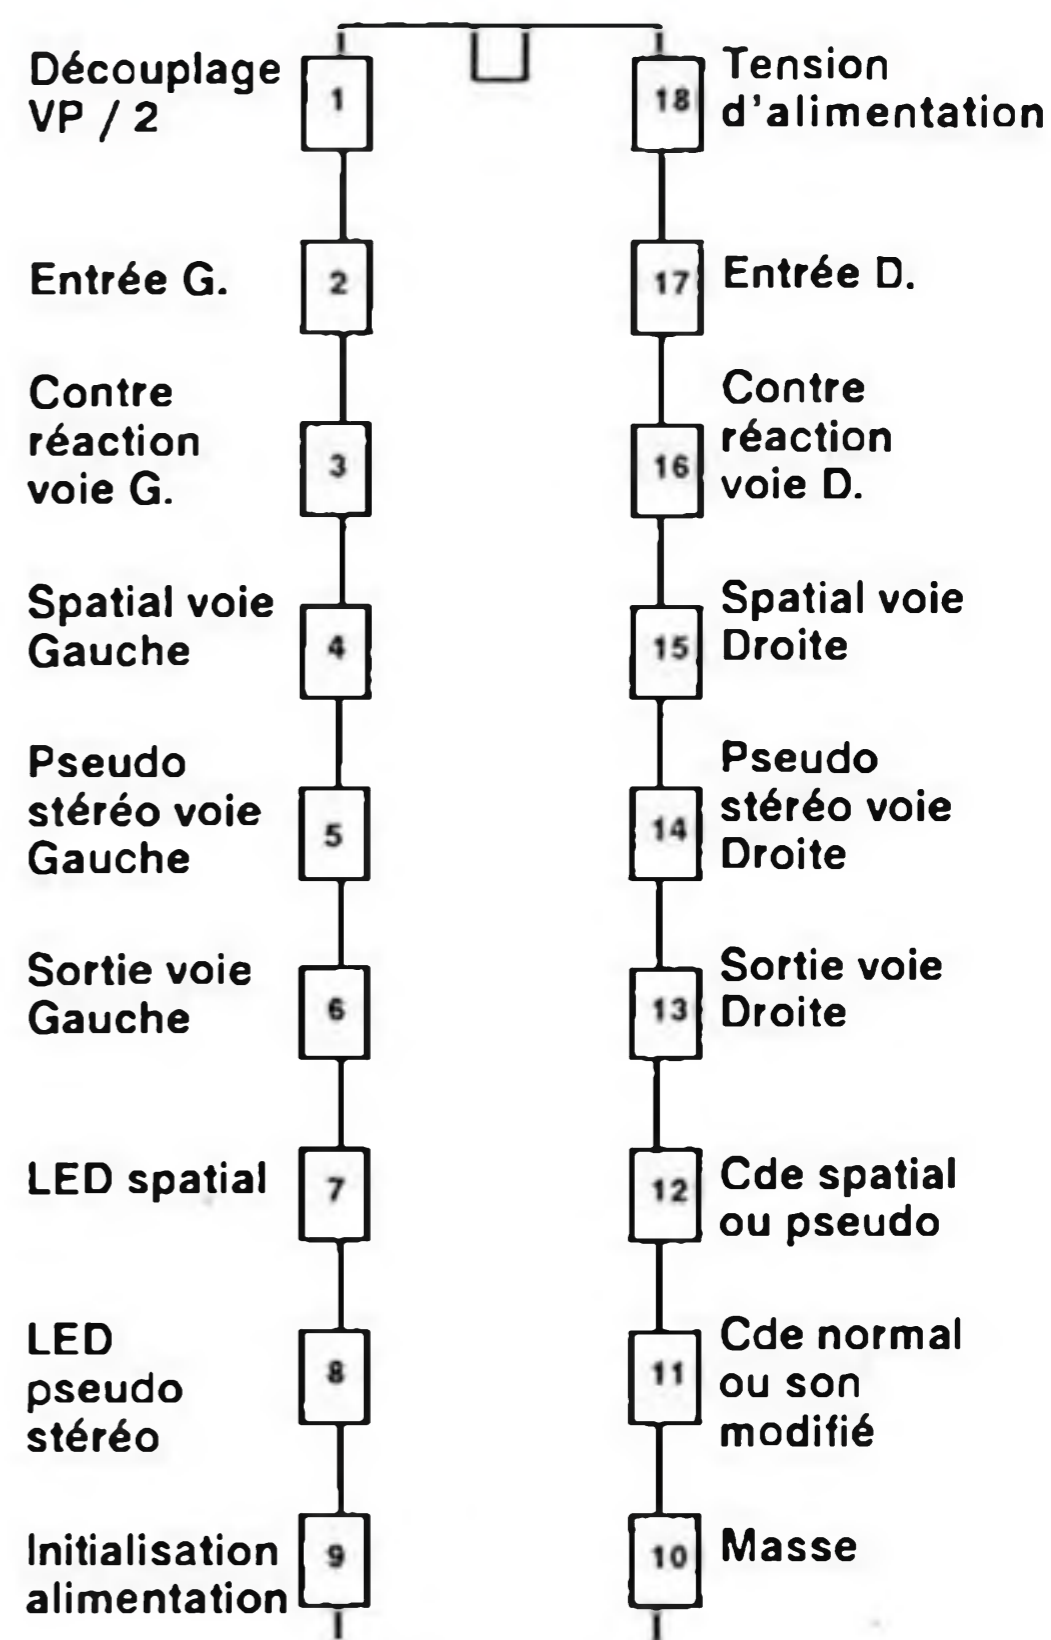 Découplage
VP / 2
1
18
Tension
d'alimentation
Entrée G.
2
17
Entrée D.
Contre
réaction
voie G.
3
16
Contre
réaction
voie D.
Spatial voie
Gauche
4
15
Spatial voie
Droite
Pseudo
stéréo voie
Gauche
5
14
Pseudo
stéréo voie
Droite
Sortie voie
Gauche
6
13
Sortie voie
Droite
LED spatial
7
12
Cde spatial
ou pseudo
LED
pseudo
stéréo
8
11
Cde normal
ou son
modifié
Initialisation
alimentation
9
10
Masse